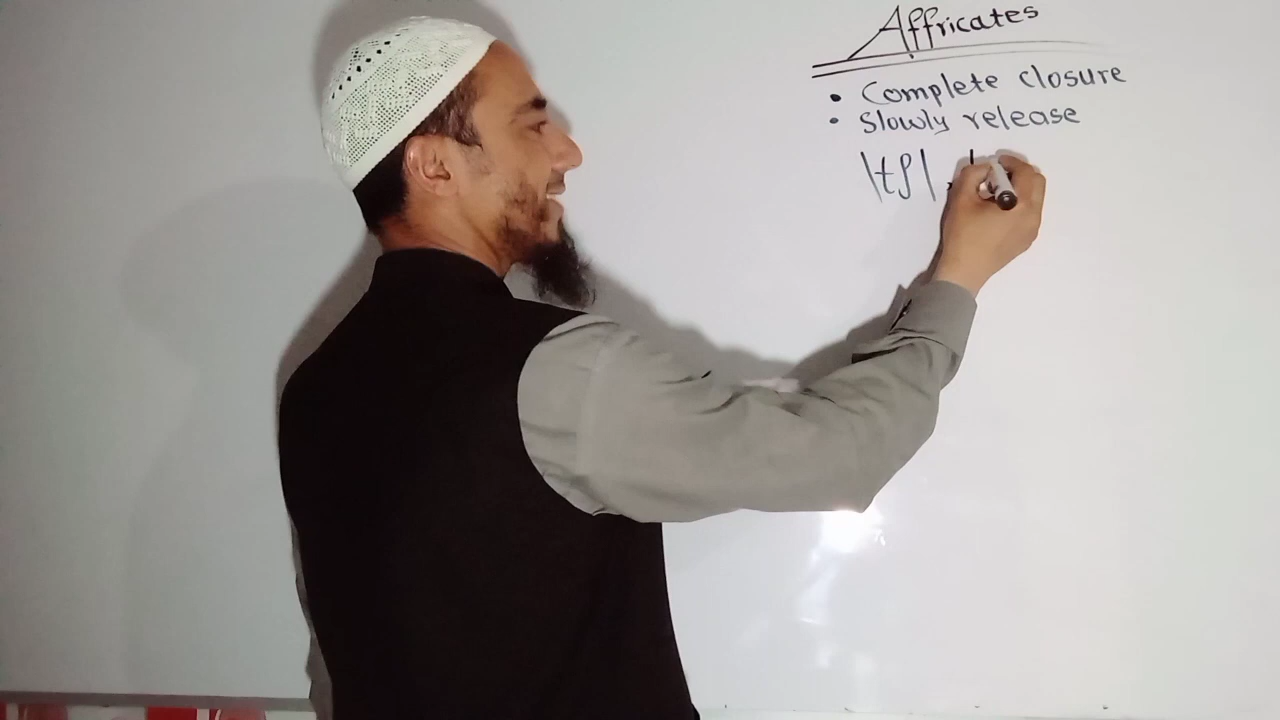 Affricates
• Complete closure
• Slowly release
/tʃ/,